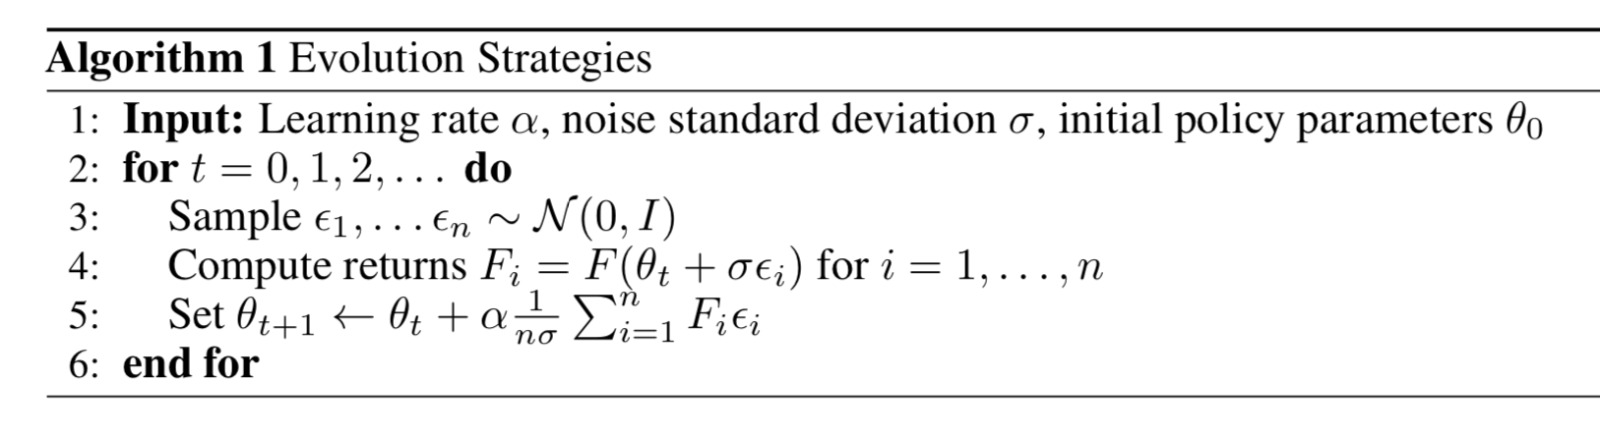 Algorithm 1 Evolution Strategies
1: Input: Learning rate α, noise standard deviation σ, initial policy parameters θ₀
2: for t = 0, 1, 2, . . . do
3: Sample ϵ₁, . . . ϵₙ ∼ 𝒩(0, I)
4: Compute returns Fᵢ = F(θₜ + σϵᵢ) for i = 1, . . . , n
5: Set θₜ₊₁ ← θₜ + α 1/(nσ) ∑ᵢ₌₁ⁿ Fᵢϵᵢ
6: end for